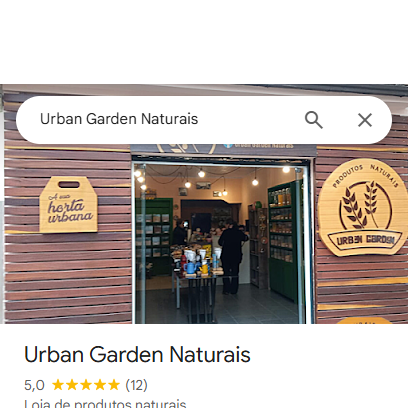 Urban Garden Naturais
A sua
horta
urbana
PRODUTOS NATURAIS
URBAN GARDEN
Urban Garden Naturais
5,0 (12)
Loja de produtos naturais